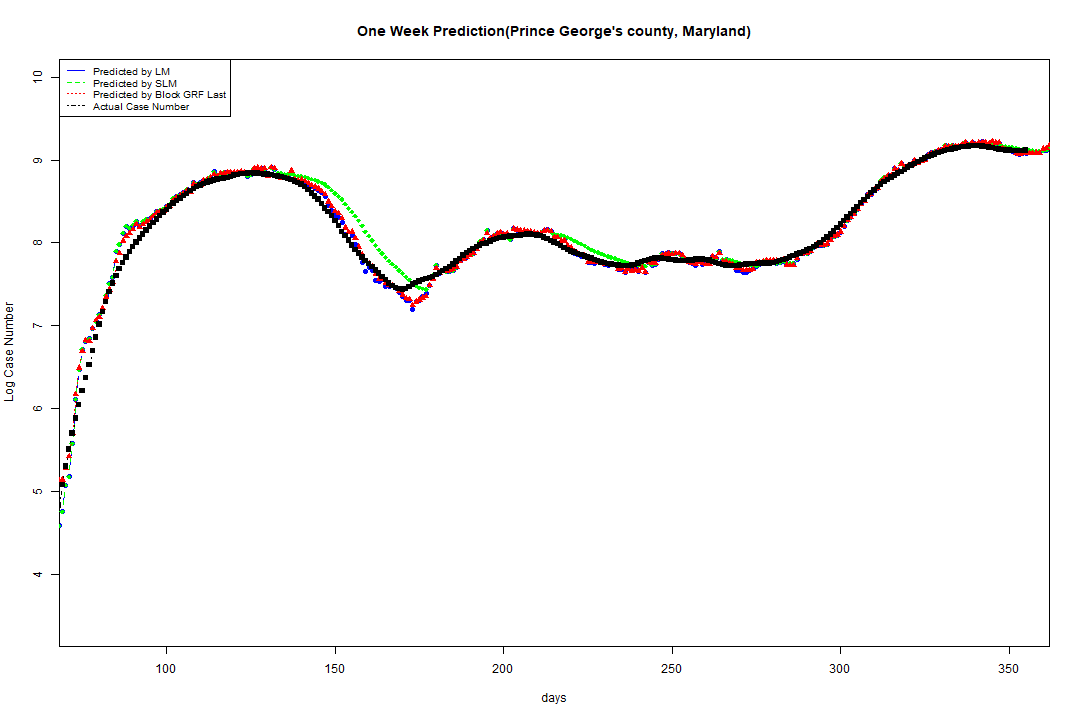 One Week Prediction(Prince George's county, Maryland)
Predicted by LM
Predicted by SLM
Predicted by Block GRF Last
Actual Case Number
10
9
8
7
6
5
4
Log Case Number
100 150 200 250 300 350
days